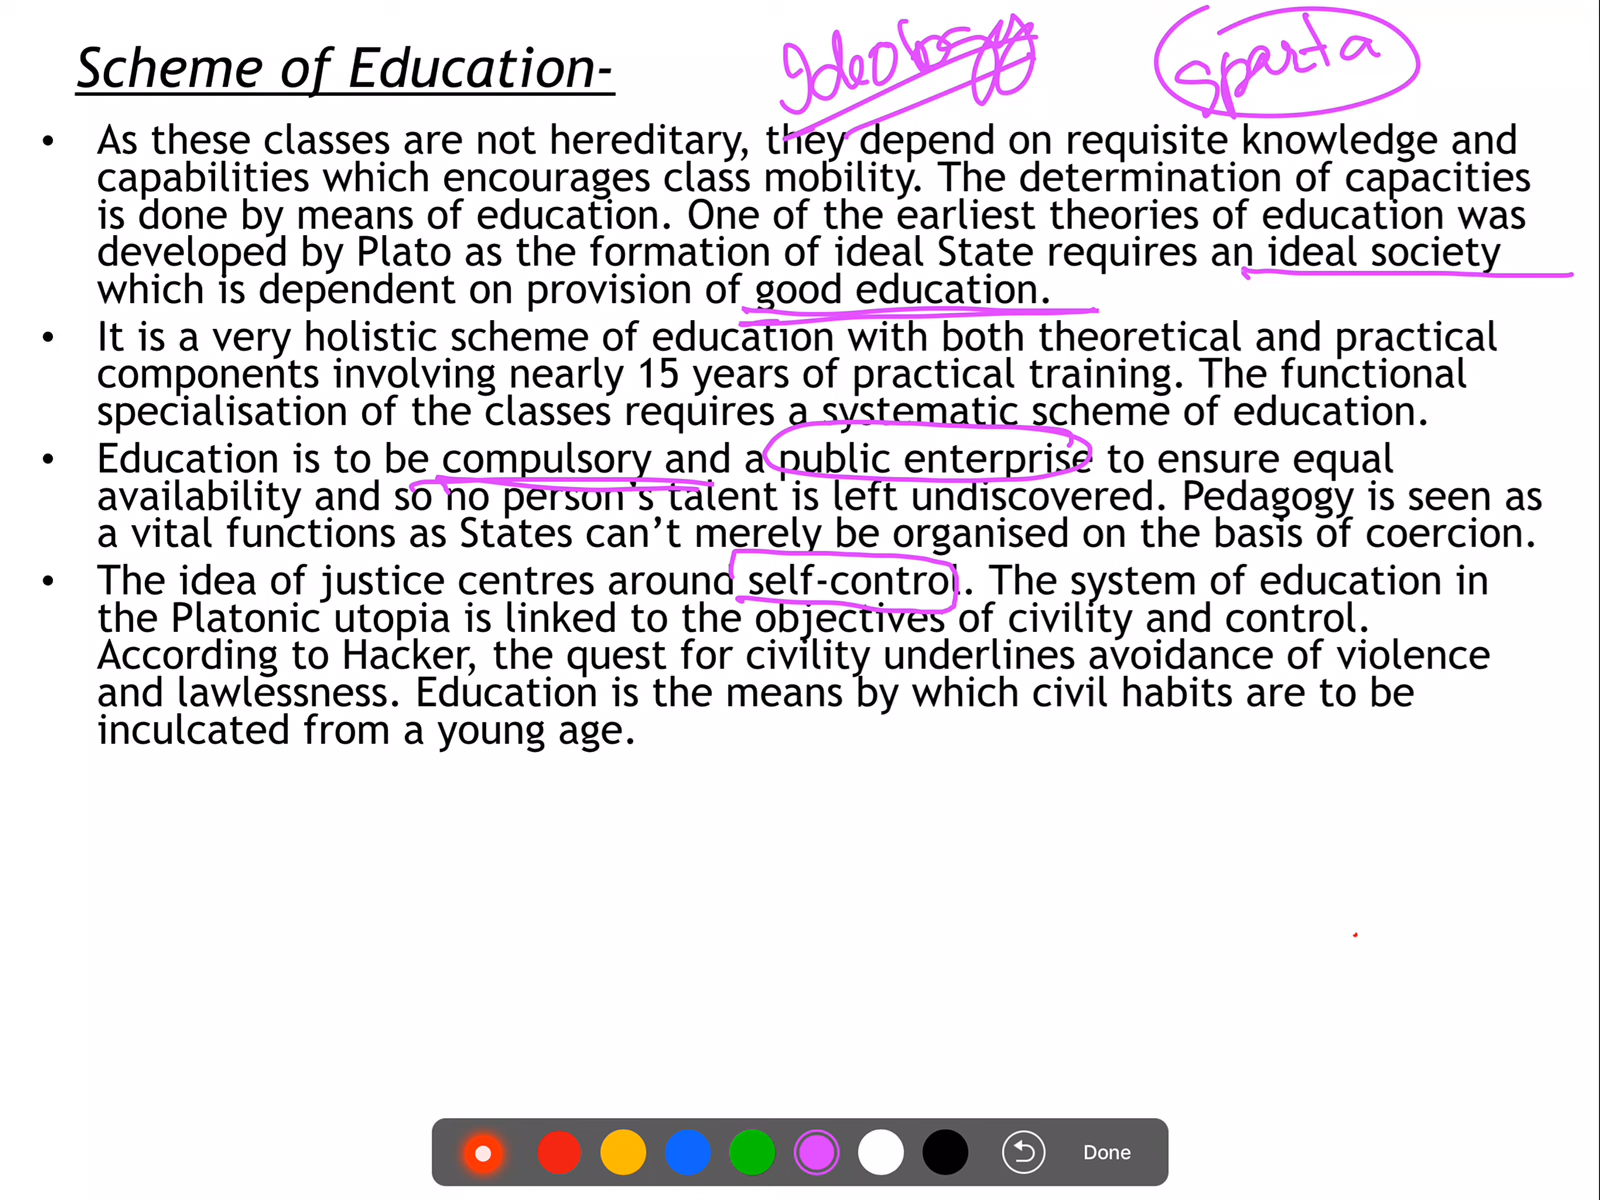 Ideology
Sparta
Scheme of Education-
• As these classes are not hereditary, they depend on requisite knowledge and
capabilities which encourages class mobility. The determination of capacities
is done by means of education. One of the earliest theories of education was
developed by Plato as the formation of ideal State requires an ideal society
which is dependent on provision of good education.
• It is a very holistic scheme of education with both theoretical and practical
components involving nearly 15 years of practical training. The functional
specialisation of the classes requires a systematic scheme of education.
• Education is to be compulsory and a public enterprise to ensure equal
availability and so no person's talent is left undiscovered. Pedagogy is seen as
a vital functions as States can't merely be organised on the basis of coercion.
• The idea of justice centres around self-control. The system of education in
the Platonic utopia is linked to the objectives of civility and control.
According to Hacker, the quest for civility underlines avoidance of violence
and lawlessness. Education is the means by which civil habits are to be
inculcated from a young age.
Done